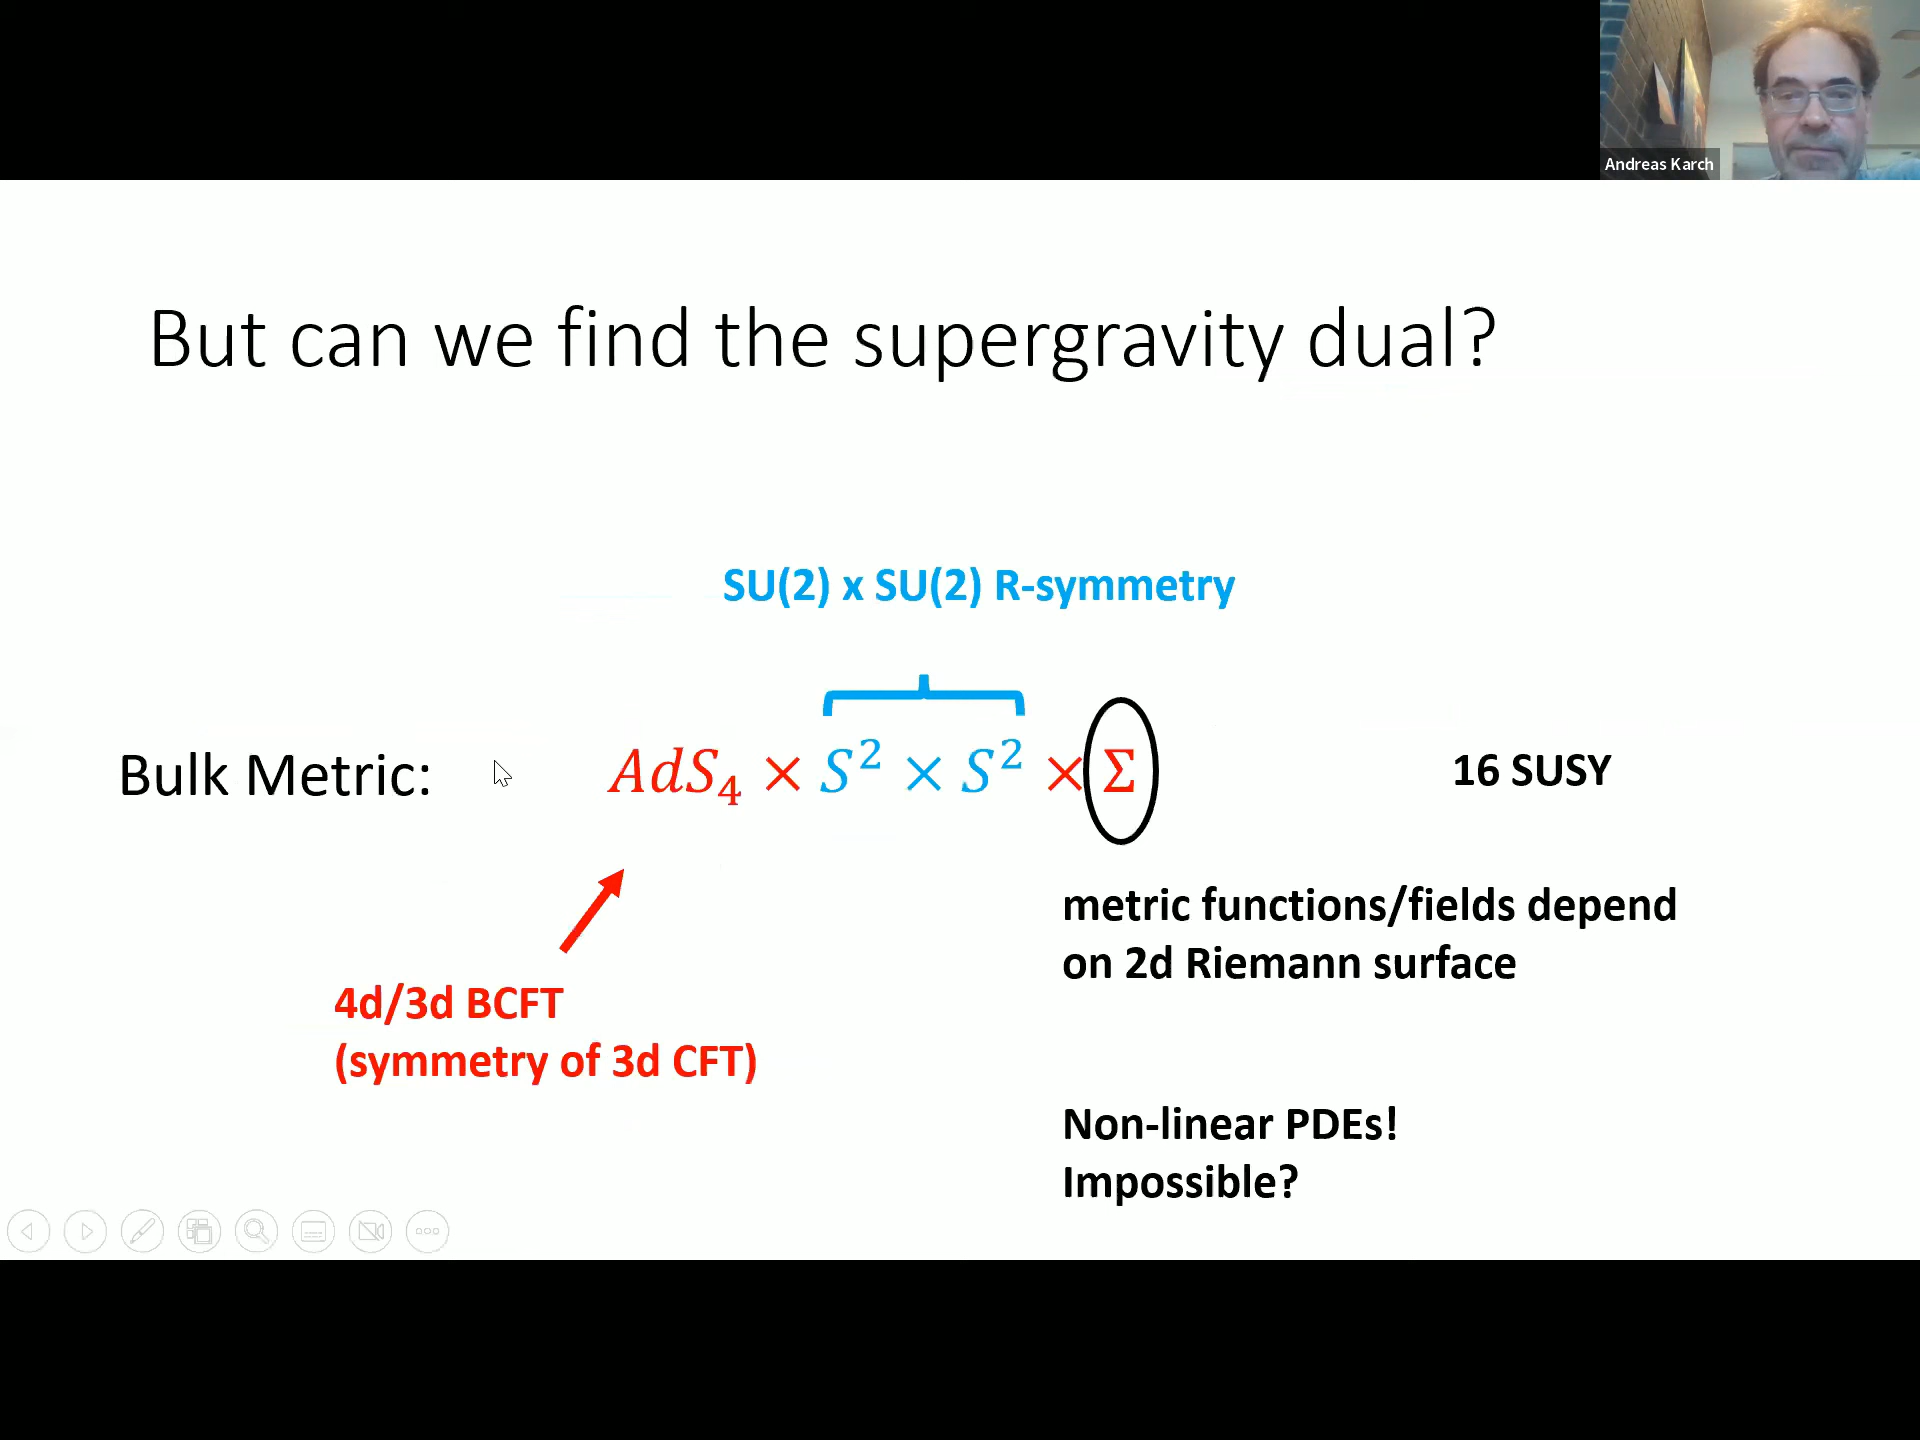 Andreas Karch
But can we find the supergravity dual?
SU(2) x SU(2) R-symmetry
Bulk Metric: AdS₄ × S² × S² × Σ 16 SUSY
metric functions/fields depend
on 2d Riemann surface
4d/3d BCFT
(symmetry of 3d CFT)
Non-linear PDEs!
Impossible?